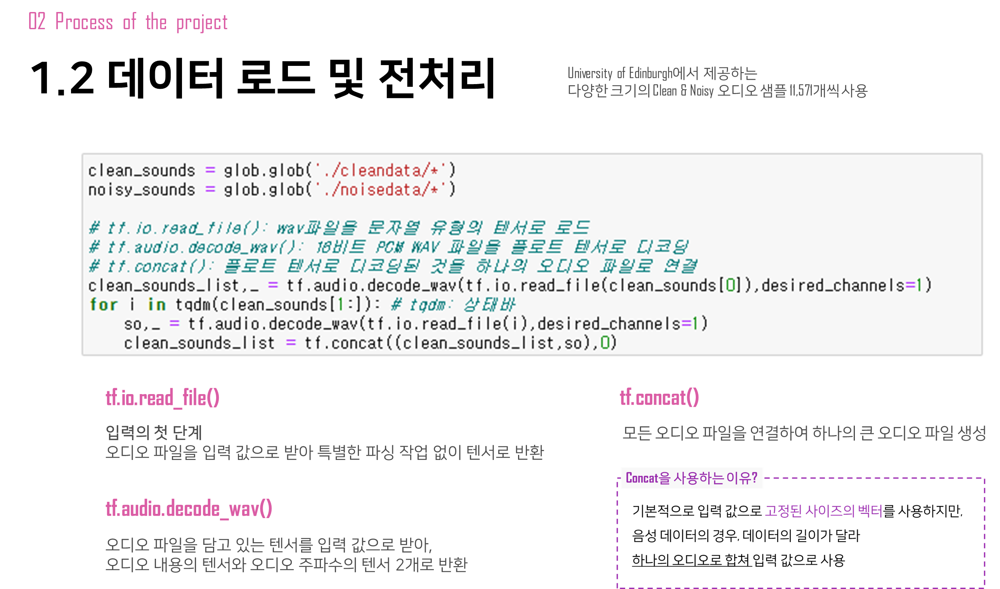 02 Process of the project
1.2 데이터 로드 및 전처리
University of Edinburgh에서 제공하는
다양한 크기의 Clean & Noisy 오디오 샘플 11,571개씩 사용
clean_sounds = glob.glob('./cleandata/*')
noisy_sounds = glob.glob('./noisedata/*')
# tf.io.read_file(): wav파일을 문자열 유형의 텐서로 로드
# tf.audio.decode_wav(): 16비트 PCM WAV 파일을 플로트 텐서로 디코딩
# tf.concat(): 플로트 텐서로 디코딩된 것을 하나의 오디오 파일로 연결
clean_sounds_list,_ = tf.audio.decode_wav(tf.io.read_file(clean_sounds[0]),desired_channels=1)
for i in tqdm(clean_sounds[1:]): # tqdm: 상태바
    so,_ = tf.audio.decode_wav(tf.io.read_file(i),desired_channels=1)
    clean_sounds_list = tf.concat((clean_sounds_list,so),0)
tf.io.read_file()
입력의 첫 단계
오디오 파일을 입력 값으로 받아 특별한 파싱 작업 없이 텐서로 반환
tf.audio.decode_wav()
오디오 파일을 담고 있는 텐서를 입력 값으로 받아,
오디오 내용의 텐서와 오디오 주파수의 텐서 2개로 반환
tf.concat()
모든 오디오 파일을 연결하여 하나의 큰 오디오 파일 생성
Concat을 사용하는 이유?
기본적으로 입력 값으로 고정된 사이즈의 벡터를 사용하지만,
음성 데이터의 경우, 데이터의 길이가 달라
하나의 오디오로 합쳐 입력 값으로 사용